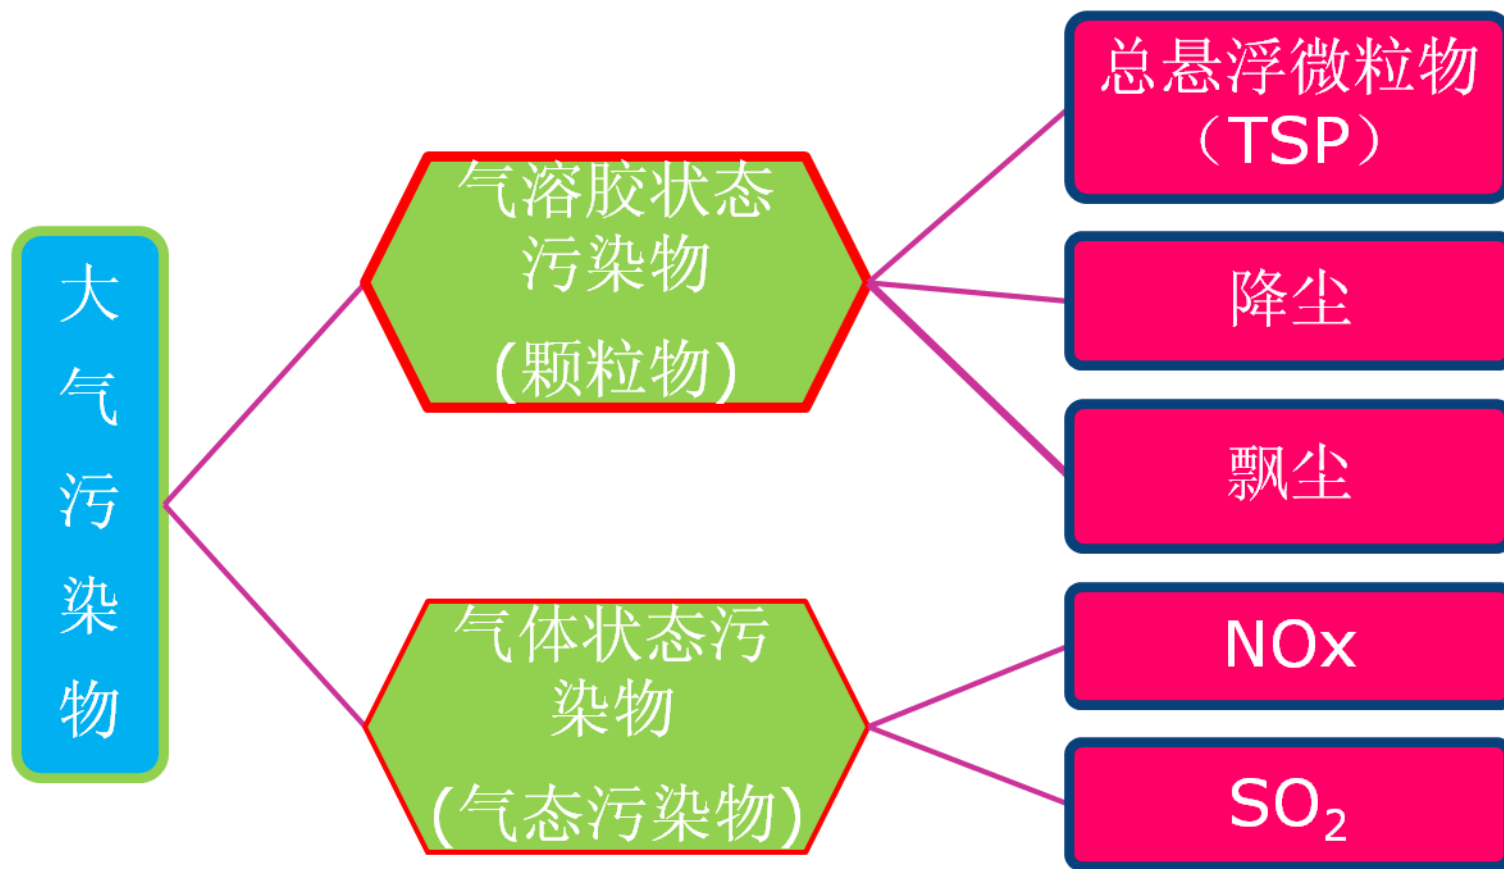 大
气
污
染
物
气溶胶状态
污染物
(颗粒物)
气体状态污
染物
(气态污染物)
总悬浮微粒物
（TSP）
降尘
飘尘
NOx
SO₂